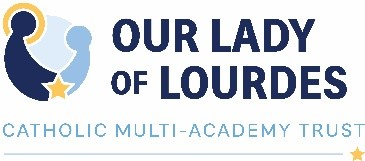 OUR LADY
OF LOURDES
CATHOLIC MULTI-ACADEMY TRUST